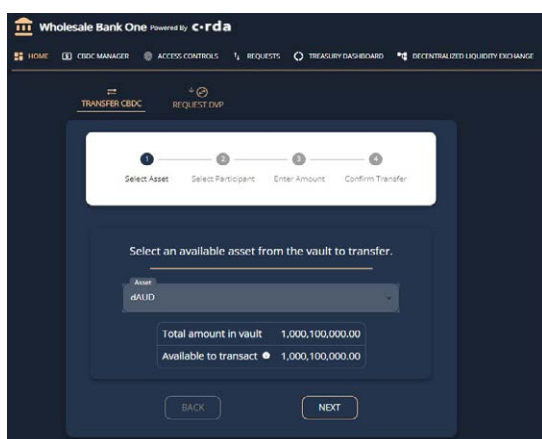 Wholesale Bank One Powered By c·rda
HOME CBDC MANAGER ACCESS CONTROLS REQUESTS TREASURY DASHBOARD DECENTRALIZED LIQUIDITY EXCHANGE
TRANSFER CBDC REQUEST DVP
1 2 3 4
Select Asset Select Participant Enter Amount Confirm Transfer
Select an available asset from the vault to transfer.
Asset
dAUD
Total amount in vault 1,000,100,000.00
Available to transact 1,000,100,000.00
BACK NEXT